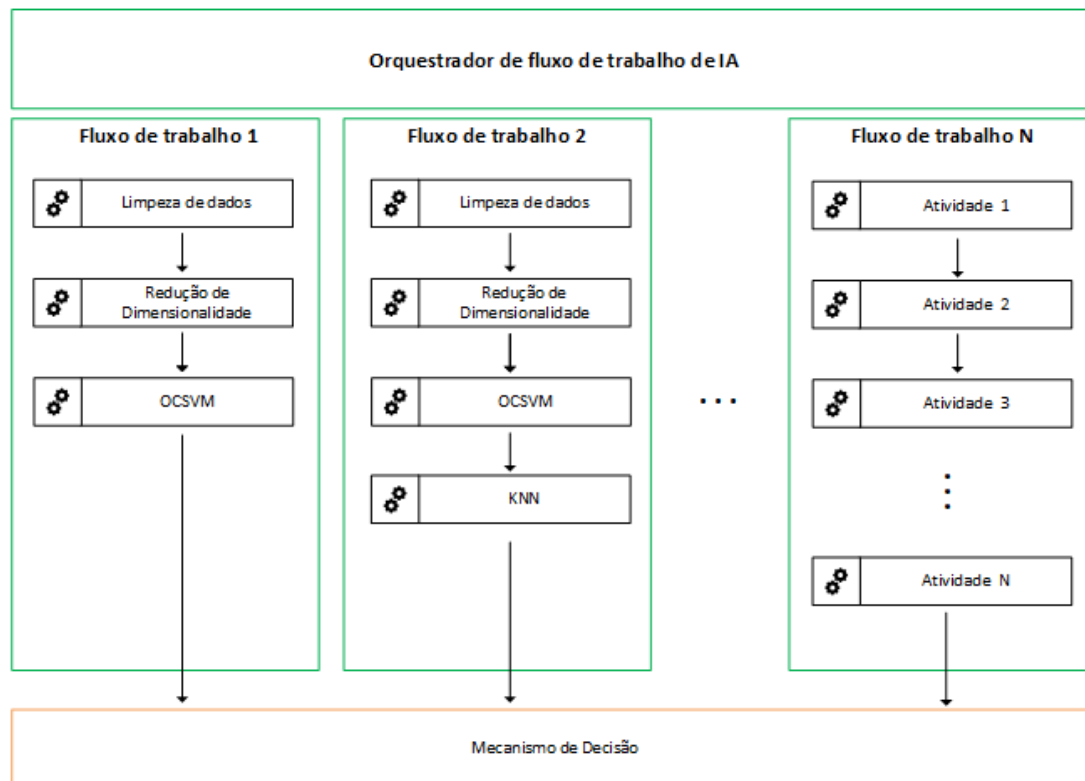 Orquestrador de fluxo de trabalho de IA
Fluxo de trabalho 1
Limpeza de dados
Redução de
Dimensionalidade
OCSVM
Fluxo de trabalho 2
Limpeza de dados
Redução de
Dimensionalidade
OCSVM
KNN
...
Fluxo de trabalho N
Atividade 1
Atividade 2
Atividade 3
Atividade N
Mecanismo de Decisão